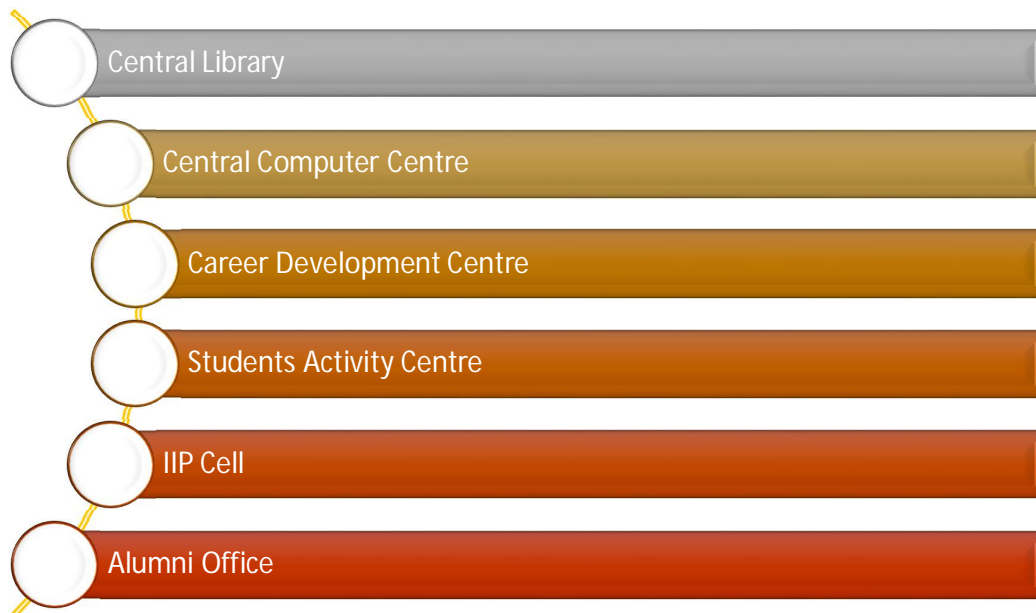 Central Library
Central Computer Centre
Career Development Centre
Students Activity Centre
IIP Cell
Alumni Office